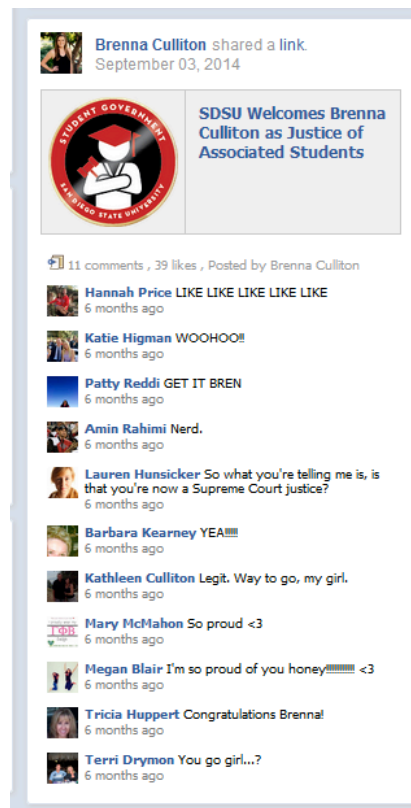 Brenna Culliton shared a link.
September 03, 2014
STUDENT GOVERNMENT
SAN DIEGO STATE UNIVERSITY
SDSU Welcomes Brenna
Culliton as Justice of
Associated Students
11 comments , 39 likes , Posted by Brenna Culliton
Hannah Price LIKE LIKE LIKE LIKE LIKE
6 months ago
Katie Higman WOOHOO!!
6 months ago
Patty Reddi GET IT BREN
6 months ago
Amin Rahimi Nerd.
6 months ago
Lauren Hunsicker So what you're telling me is, is
that you're now a Supreme Court justice?
6 months ago
Barbara Kearney YEA!!!!!
6 months ago
Kathleen Culliton Legit. Way to go, my girl.
6 months ago
ΓΦΒ
Mary McMahon So proud <3
6 months ago
Megan Blair I'm so proud of you honey!!!!!!!!!!! <3
6 months ago
Tricia Huppert Congratulations Brenna!
6 months ago
Terri Drymon You go girl...?
6 months ago